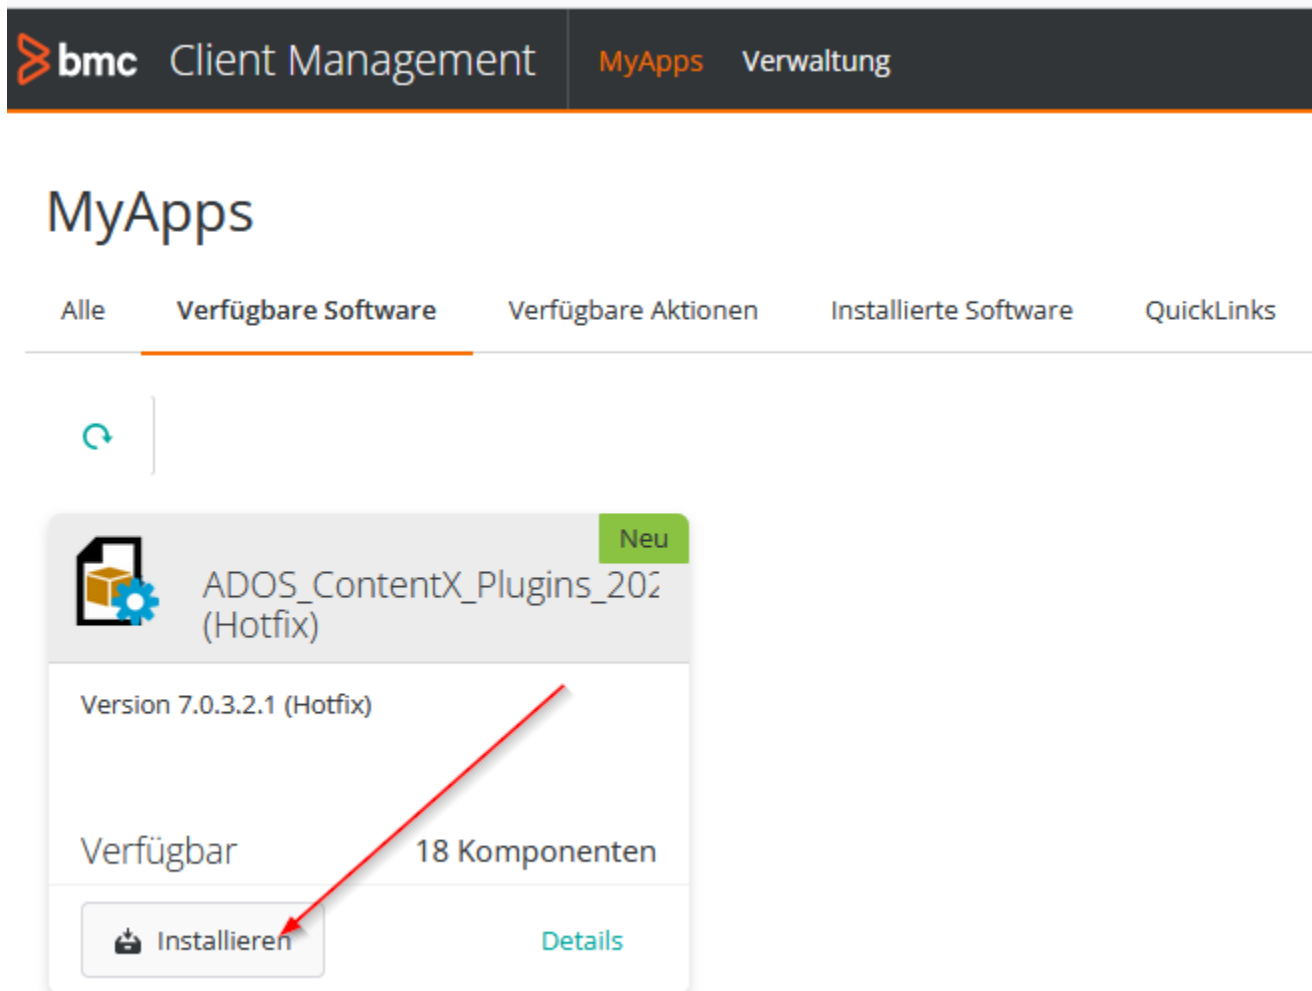 bmc Client Management MyApps Verwaltung
MyApps
Alle Verfügbare Software Verfügbare Aktionen Installierte Software QuickLinks
Neu
ADOS_ContentX_Plugins_202
(Hotfix)
Version 7.0.3.2.1 (Hotfix)
Verfügbar 18 Komponenten
Installieren Details